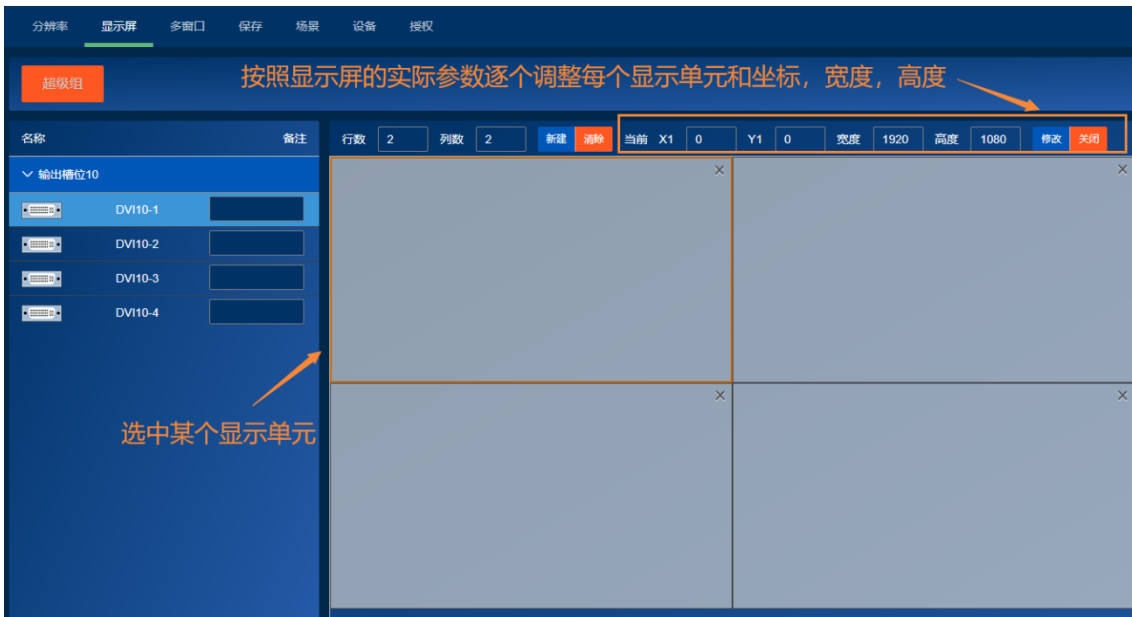 分辨率 显示屏 多窗口 保存 场景 设备 授权
超级组 按照显示屏的实际参数逐个调整每个显示单元和坐标，宽度，高度
名称 备注 行数 2 列数 2 新建 清除 当前 X1 0 Y1 0 宽度 1920 高度 1080 修改 关闭
输出槽位10
DVI10-1
DVI10-2
DVI10-3
DVI10-4
选中某个显示单元